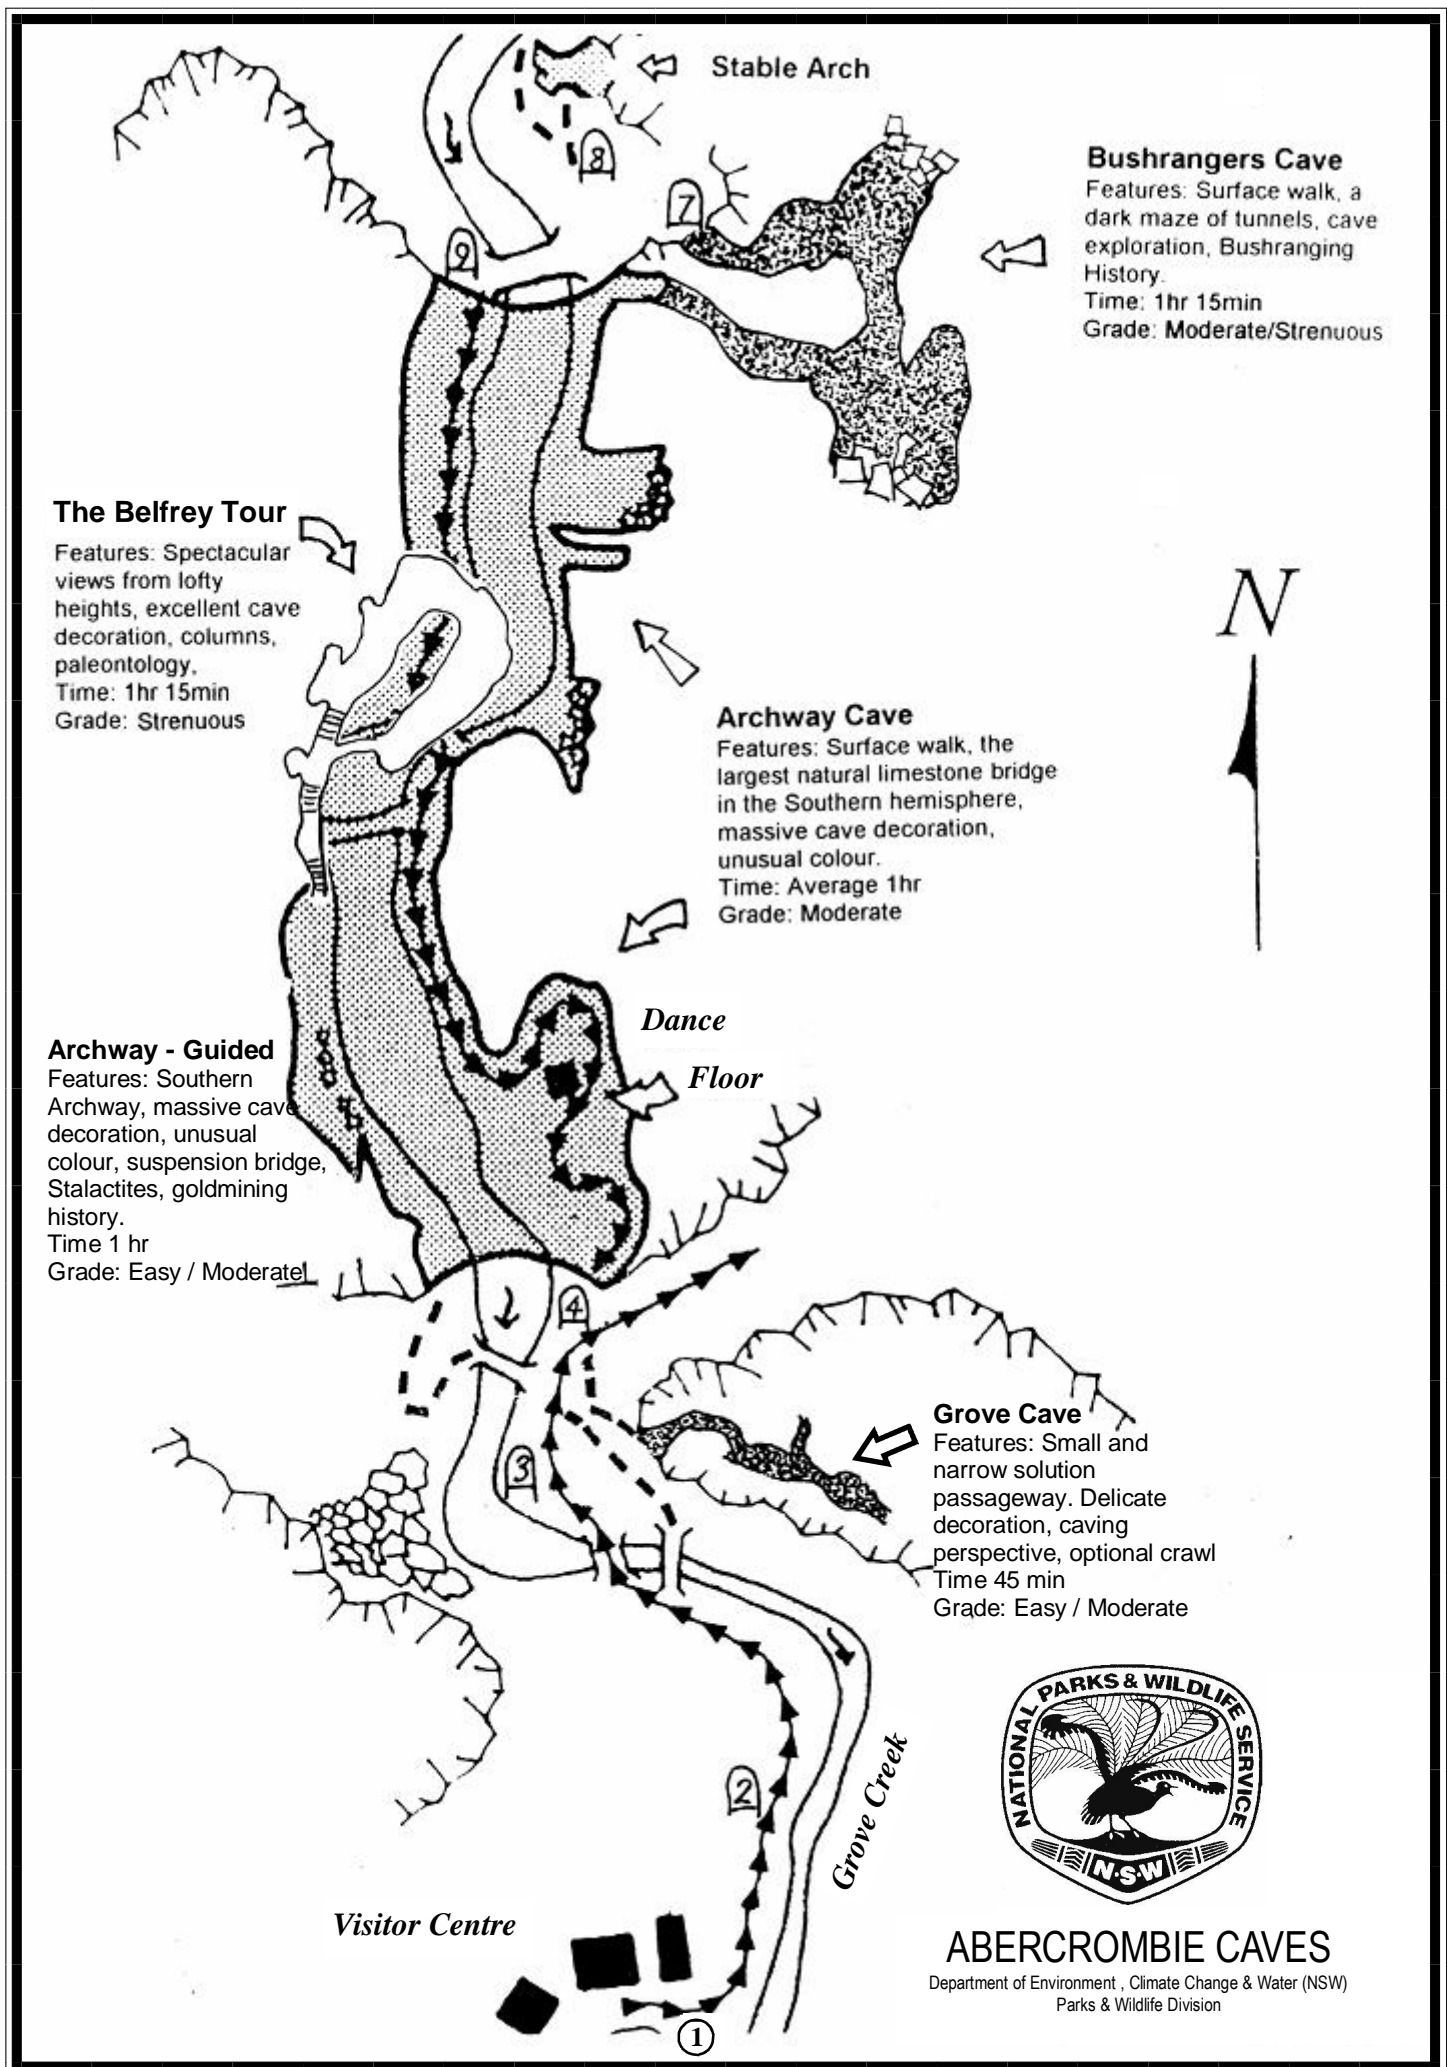 Stable Arch
8
7
9
Bushrangers Cave
Features: Surface walk, a
dark maze of tunnels, cave
exploration, Bushranging
History.
Time: 1hr 15min
Grade: Moderate/Strenuous
The Belfrey Tour
Features: Spectacular
views from lofty
heights, excellent cave
decoration, columns,
paleontology,
Time: 1hr 15min
Grade: Strenuous
N
Archway Cave
Features: Surface walk, the
largest natural limestone bridge
in the Southern hemisphere,
massive cave decoration,
unusual colour.
Time: Average 1hr
Grade: Moderate
Dance
Floor
Archway - Guided
Features: Southern
Archway, massive cave
decoration, unusual
colour, suspension bridge,
Stalactites, goldmining
history.
Time 1 hr
Grade: Easy / Moderate
4
3
Grove Cave
Features: Small and
narrow solution
passageway. Delicate
decoration, caving
perspective, optional crawl
Time 45 min
Grade: Easy / Moderate
2
Grove Creek
NATIONAL PARKS & WILDLIFE SERVICE
N·S·W
Visitor Centre
1
ABERCROMBIE CAVES
Department of Environment , Climate Change & Water (NSW)
Parks & Wildlife Division